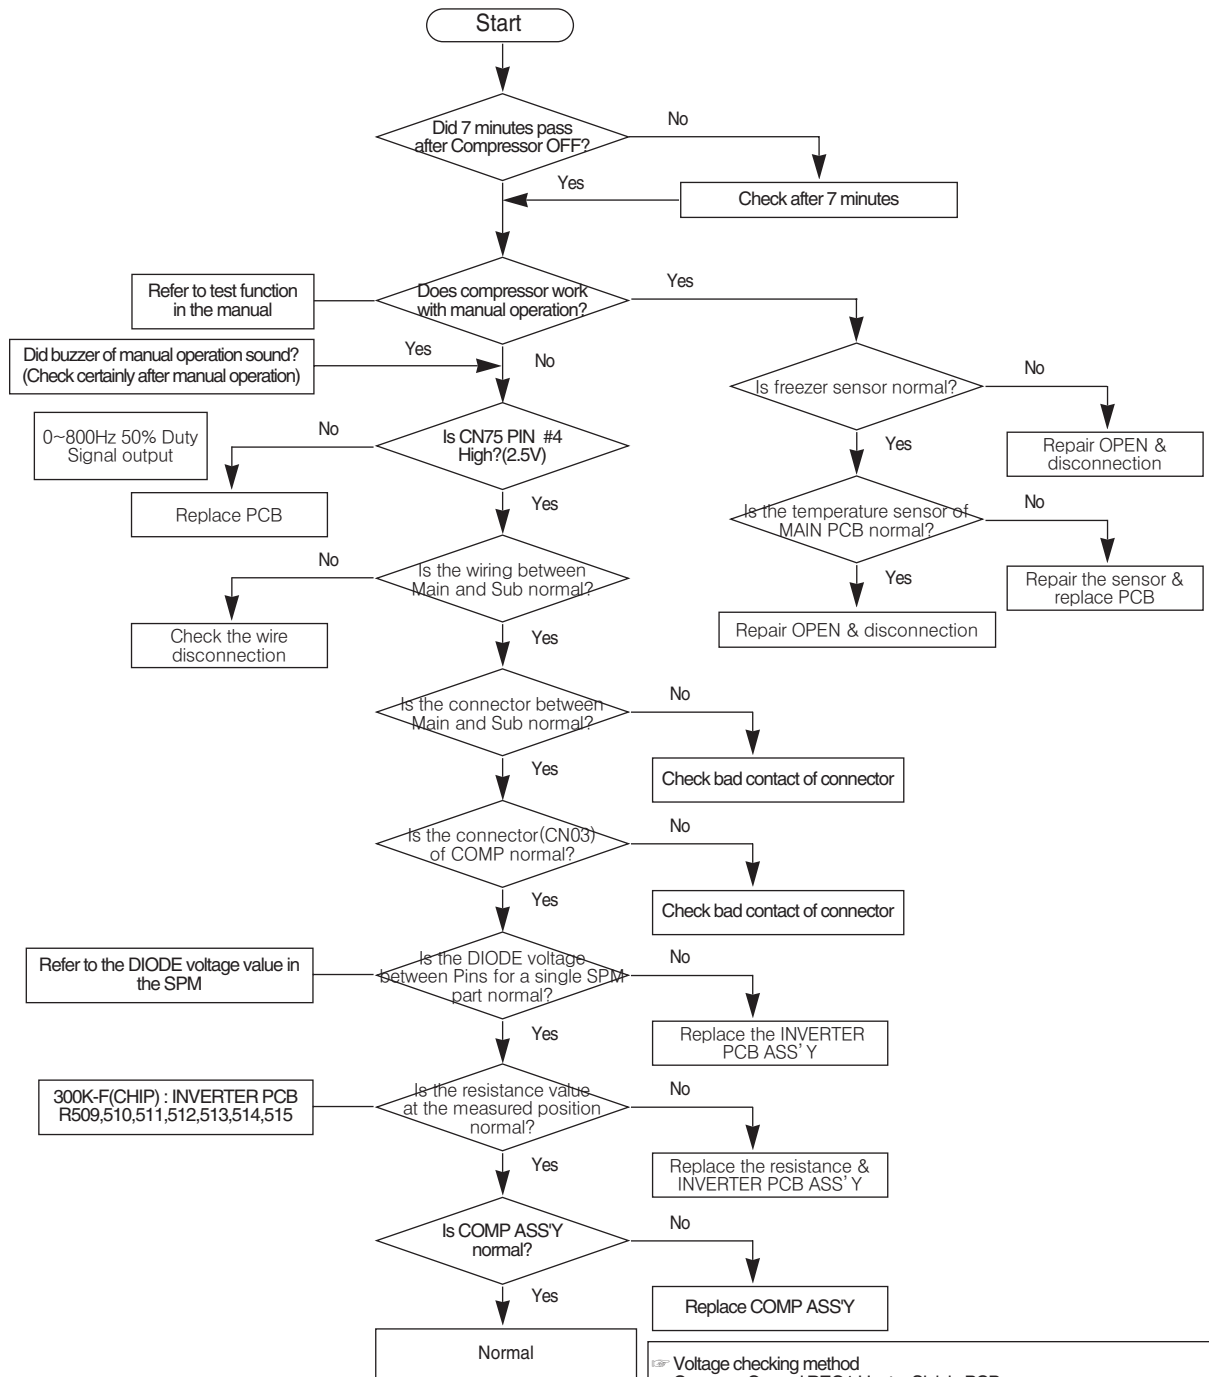 Start
Did 7 minutes pass
after Compressor OFF?
No
Yes
Check after 7 minutes
Refer to test function
in the manual
Does compressor work
with manual operation?
Yes
Did buzzer of manual operation sound?
(Check certainly after manual operation)
Yes
No
Is freezer sensor normal?
No
0~800Hz 50% Duty
Signal output
No
Is CN75 PIN #4
High?(2.5V)
Yes
Repair OPEN &
disconnection
Replace PCB
Yes
Is the temperature sensor of
MAIN PCB normal?
No
No
Is the wiring between
Main and Sub normal?
Yes
Repair the sensor &
replace PCB
Check the wire
disconnection
Yes
Repair OPEN & disconnection
Is the connector between
Main and Sub normal?
No
Yes
Check bad contact of connector
Is the connector(CN03)
of COMP normal?
No
Yes
Check bad contact of connector
Refer to the DIODE voltage value in
the SPM
Is the DIODE voltage
between Pins for a single SPM
part normal?
No
Yes
Replace the INVERTER
PCB ASS'Y
300K-F(CHIP) : INVERTER PCB
R509,510,511,512,513,514,515
Is the resistance value
at the measured position
normal?
No
Yes
Replace the resistance &
INVERTER PCB ASS'Y
Is COMP ASS'Y
normal?
No
Yes
Replace COMP ASS'Y
Normal
☞ Voltage checking method